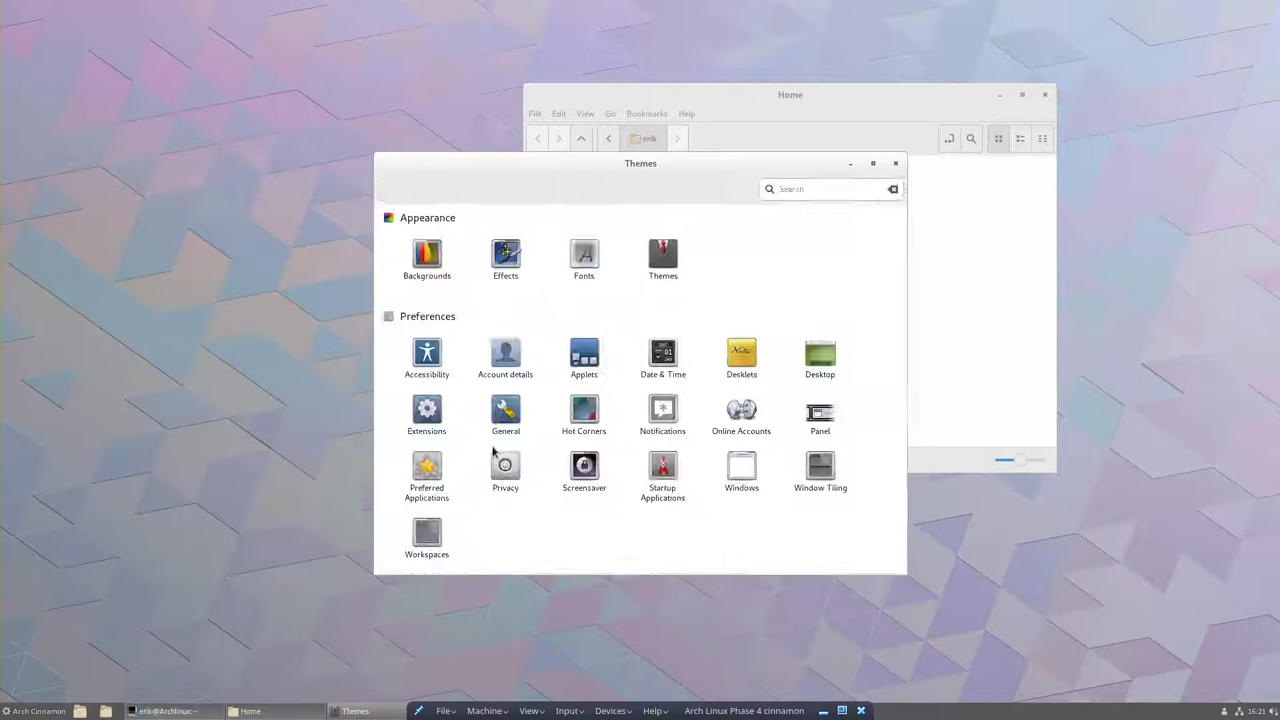 Home
File Edit View Go Bookmarks Help
erik
Themes
Search
Appearance
Backgrounds Effects Fonts Themes
Preferences
Accessibility Account details Applets Date & Time Desklets Desktop
Extensions General Hot Corners Notifications Online Accounts Panel
Preferred Applications Privacy Screensaver Startup Applications Windows Window Tiling
Workspaces
Arch Cinnamon erik@Archlinux:~ Home Themes File Machine View Input Devices Help Arch Linux Phase 4 cinnamon 16:21